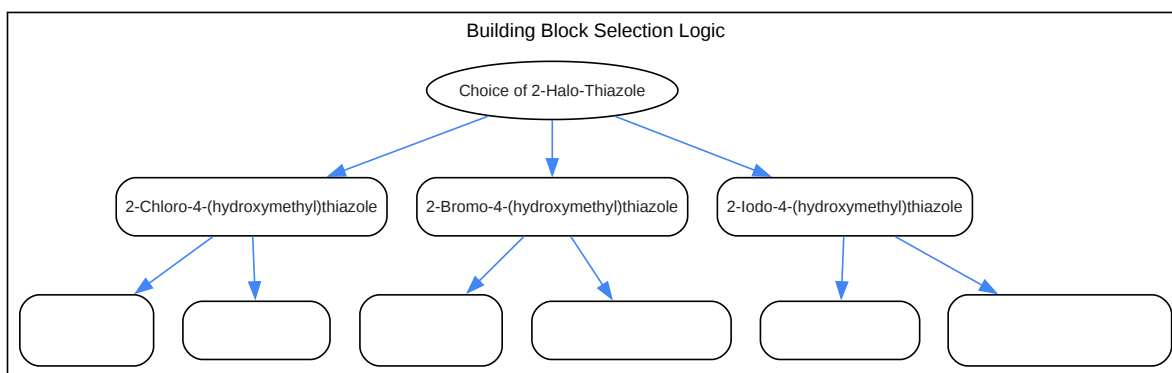 Building Block Selection Logic
Choice of 2-Halo-Thiazole
2-Chloro-4-(hydroxymethyl)thiazole
2-Bromo-4-(hydroxymethyl)thiazole
2-Iodo-4-(hydroxymethyl)thiazole